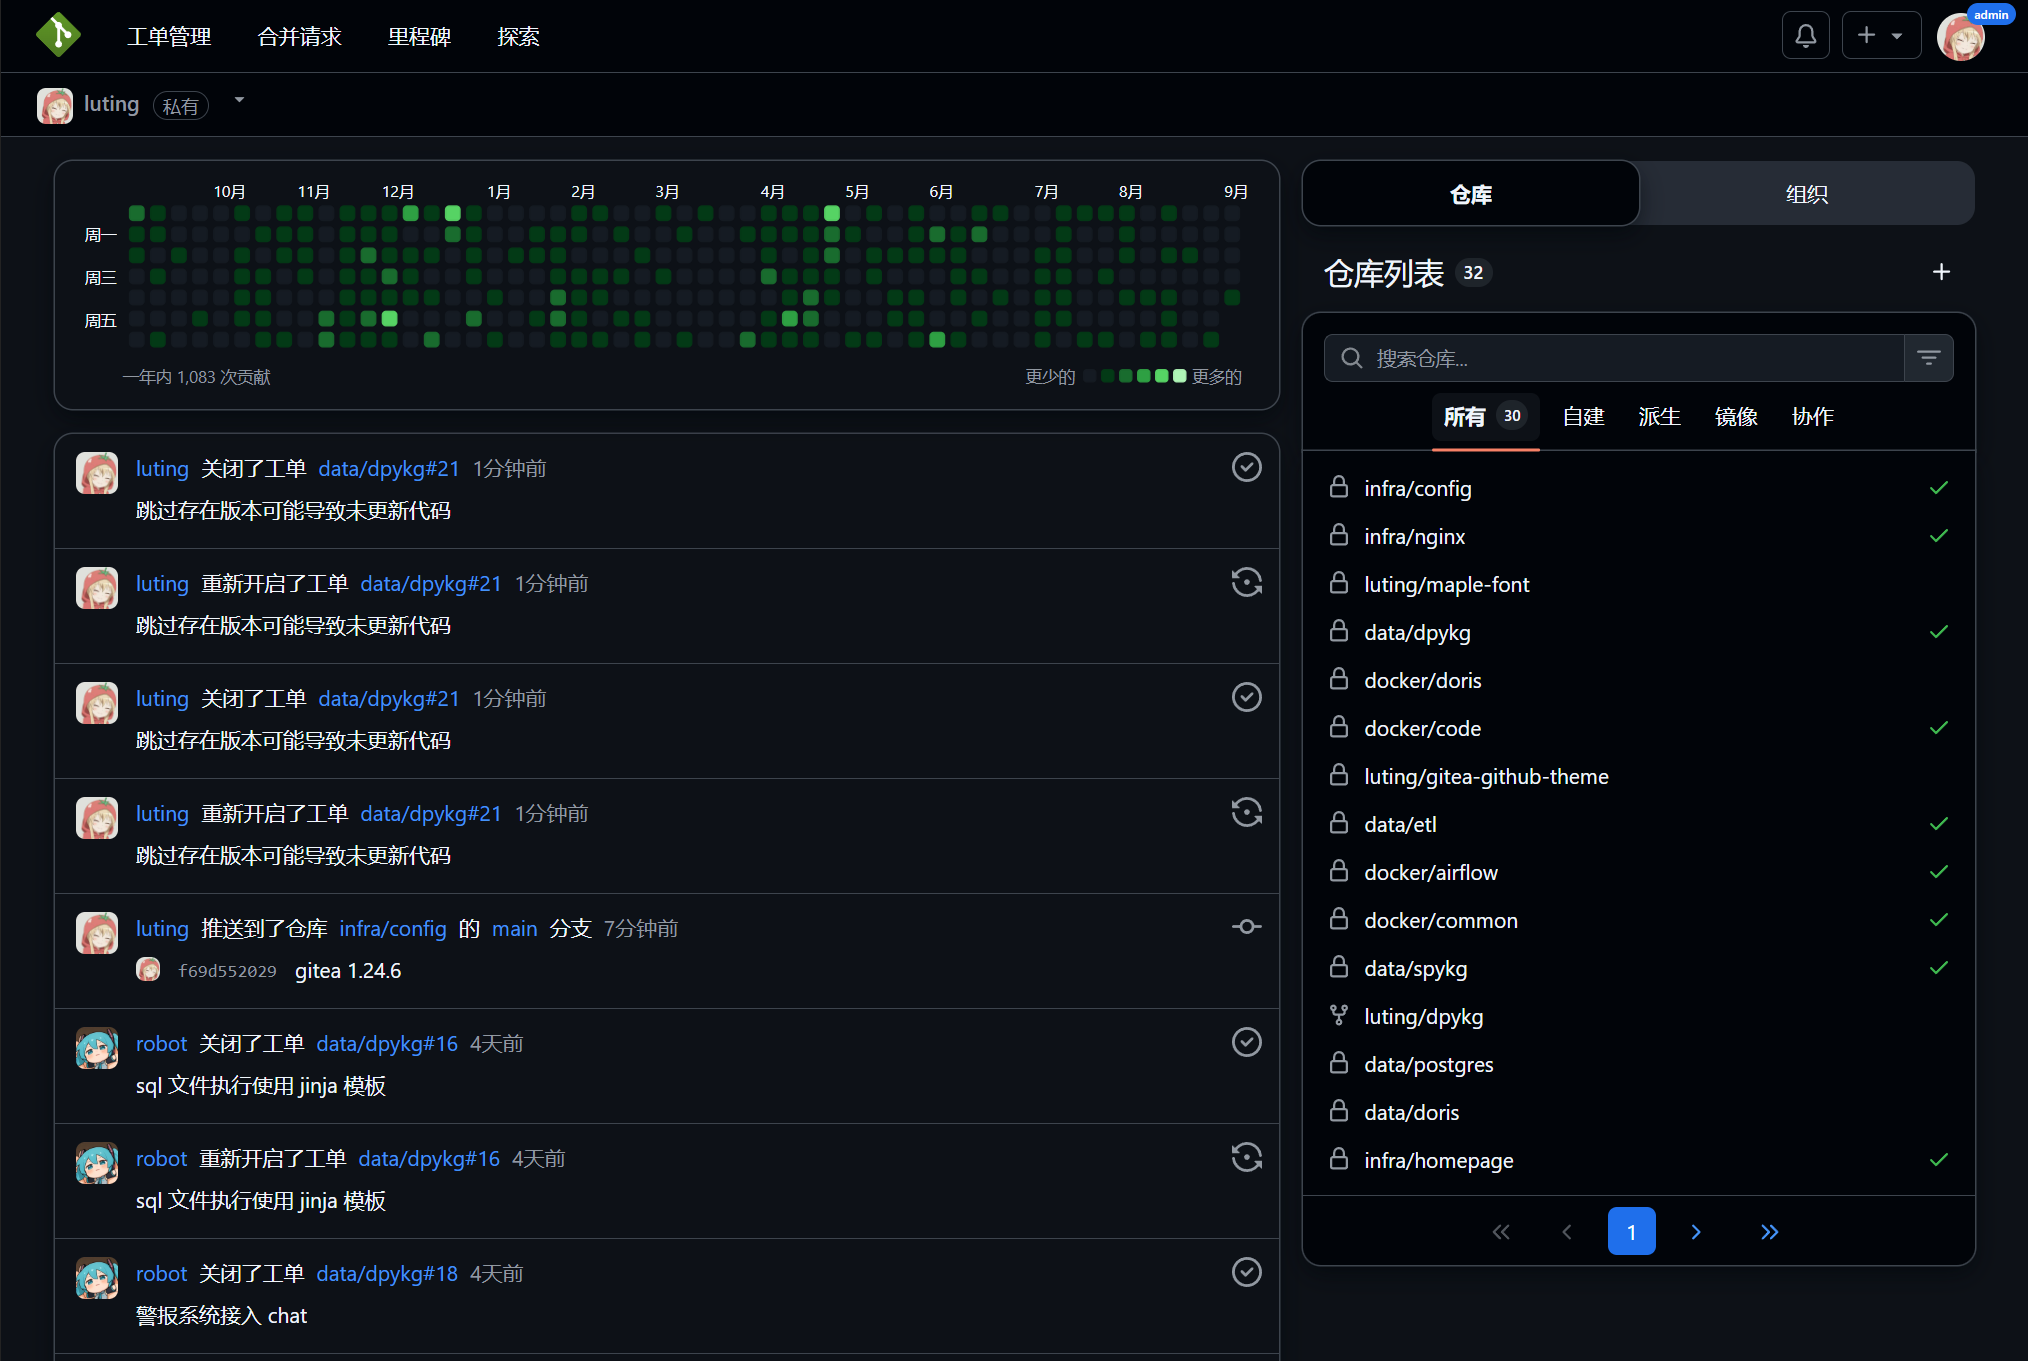 工单管理 合并请求 里程碑 探索 admin
luting 私有
10月 11月 12月 1月 2月 3月 4月 5月 6月 7月 8月 9月
周一
周三
周五
一年内 1,083 次贡献 更少的 更多的
luting 关闭了工单 data/dpykg#21 1分钟前
跳过存在版本可能导致未更新代码
luting 重新开启了工单 data/dpykg#21 1分钟前
跳过存在版本可能导致未更新代码
luting 关闭了工单 data/dpykg#21 1分钟前
跳过存在版本可能导致未更新代码
luting 重新开启了工单 data/dpykg#21 1分钟前
跳过存在版本可能导致未更新代码
luting 推送到了仓库 infra/config 的 main 分支 7分钟前
f69d552029 gitea 1.24.6
robot 关闭了工单 data/dpykg#16 4天前
sql 文件执行使用 jinja 模板
robot 重新开启了工单 data/dpykg#16 4天前
sql 文件执行使用 jinja 模板
robot 关闭了工单 data/dpykg#18 4天前
警报系统接入 chat
仓库 组织
仓库列表 32
搜索仓库...
所有 30 自建 派生 镜像 协作
infra/config
infra/nginx
luting/maple-font
data/dpykg
docker/doris
docker/code
luting/gitea-github-theme
data/etl
docker/airflow
docker/common
data/spykg
luting/dpykg
data/postgres
data/doris
infra/homepage
1